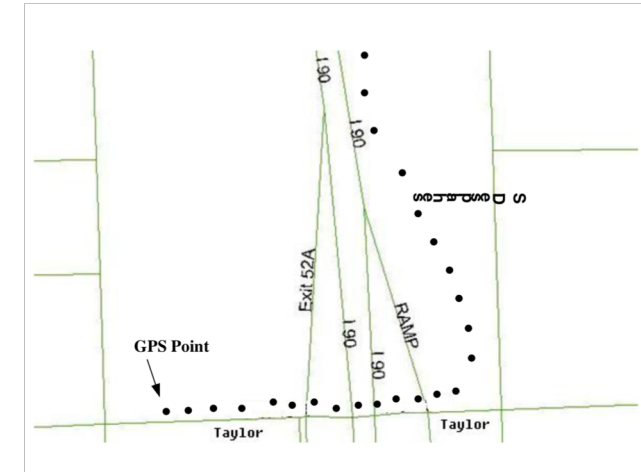 I 90
I 90
S Desplaines
Exit 52A
RAMP
I 90
I 90
GPS Point
Taylor
Taylor